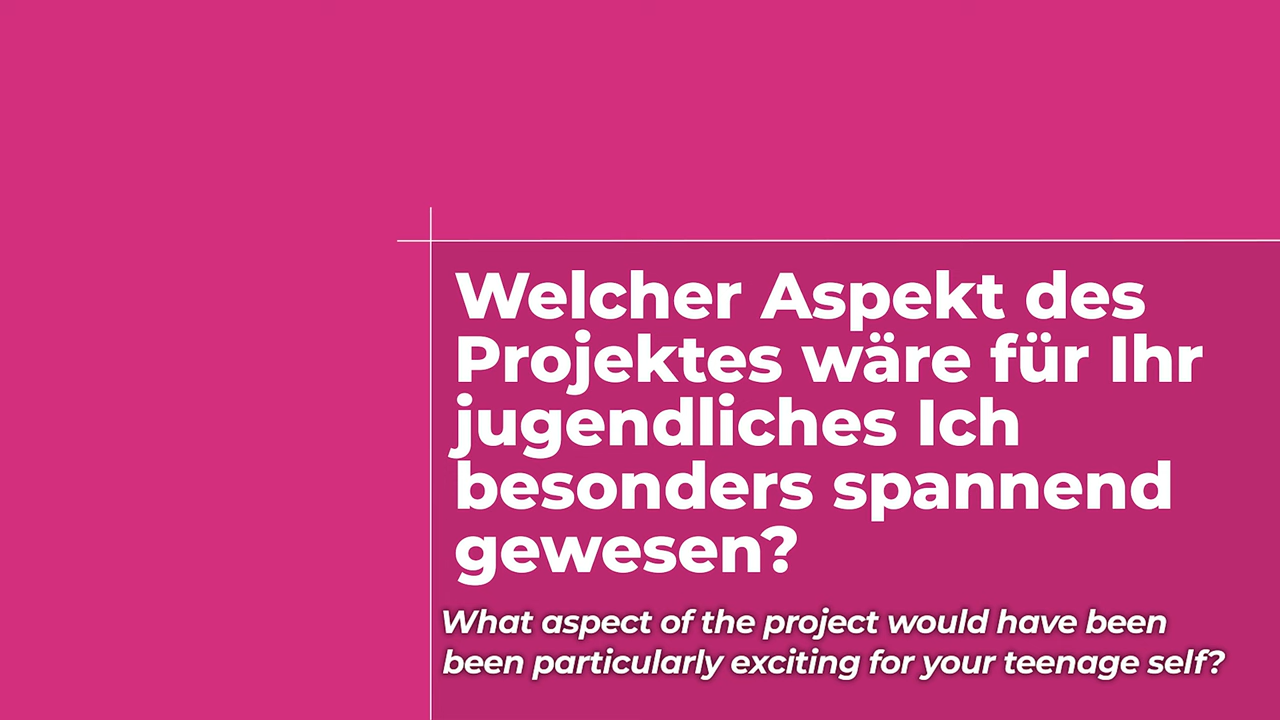 Welcher Aspekt des
Projektes wäre für Ihr
jugendliches Ich
besonders spannend
gewesen?
What aspect of the project would have been
been particularly exciting for your teenage self?